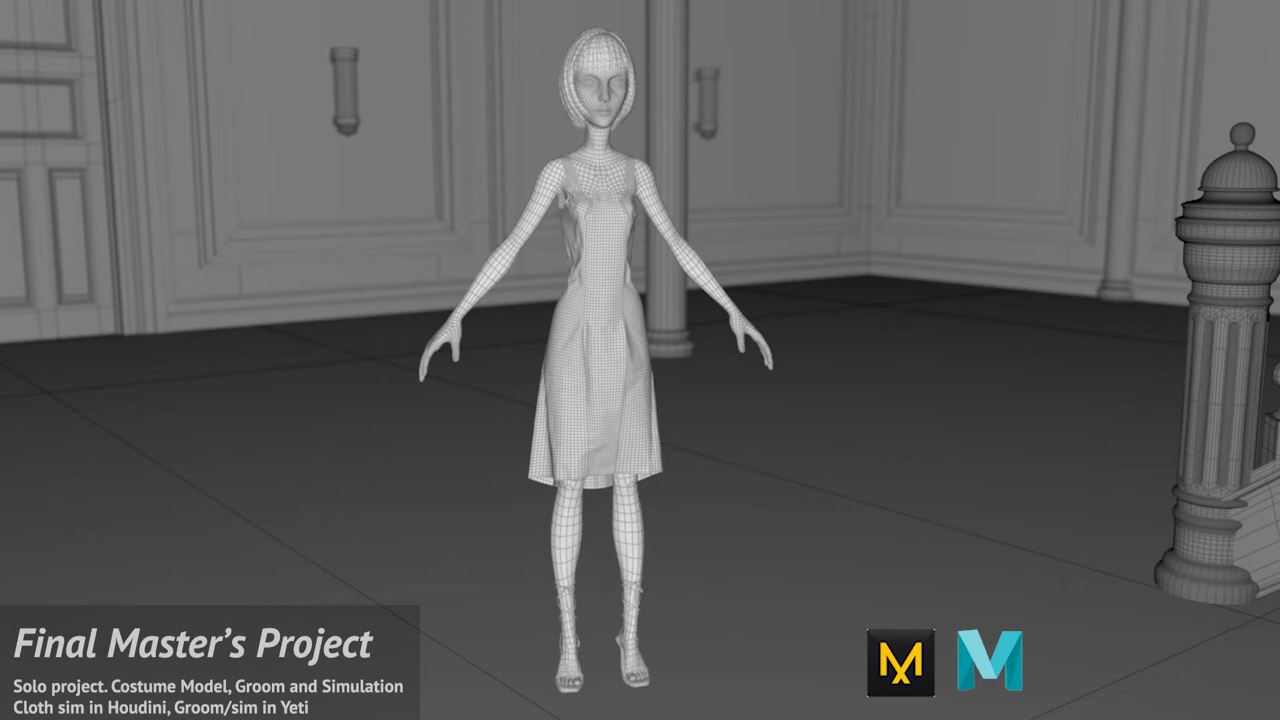 Final Master's Project
Solo project. Costume Model, Groom and Simulation
Cloth sim in Houdini, Groom/sim in Yeti